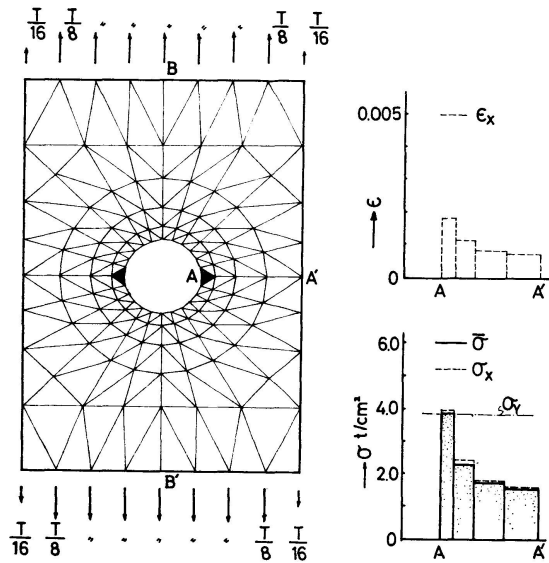 T/16 T/8 〃 〃 〃 〃 〃 T/8 T/16
B
A A'
B'
T/16 T/8 〃 〃 〃 〃 〃 T/8 T/16
0.005 εx
→ ε
0
A A'
6.0 σ̄
σx
4.0 σY
→ σ t/cm²
2.0
0
A A'